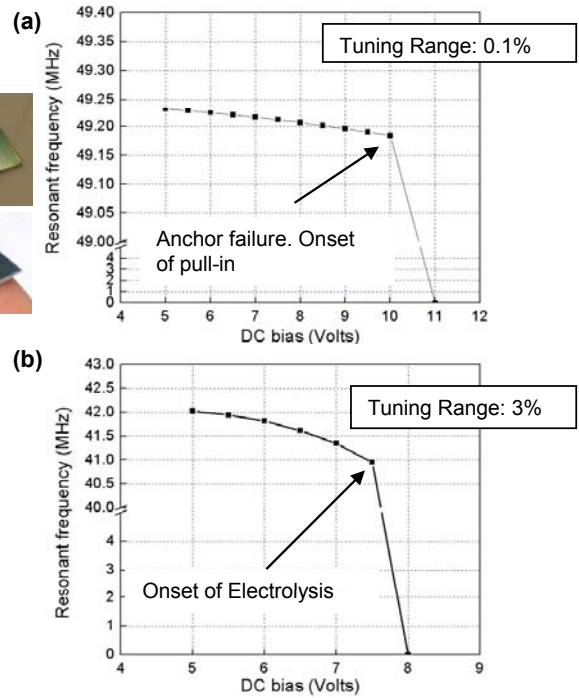 (a)
49.40
49.35
49.30
49.25
49.20
49.15
49.10
49.05
49.00
4
3
2
1
0
Resonant frequency (MHz)
Tuning Range: 0.1%
Anchor failure. Onset
of pull-in
4 5 6 7 8 9 10 11 12
DC bias (Volts)
(b)
43.0
42.5
42.0
41.5
41.0
40.5
40.0
4
3
2
1
0
Resonant frequency (MHz)
Tuning Range: 3%
Onset of Electrolysis
4 5 6 7 8 9
DC bias (Volts)